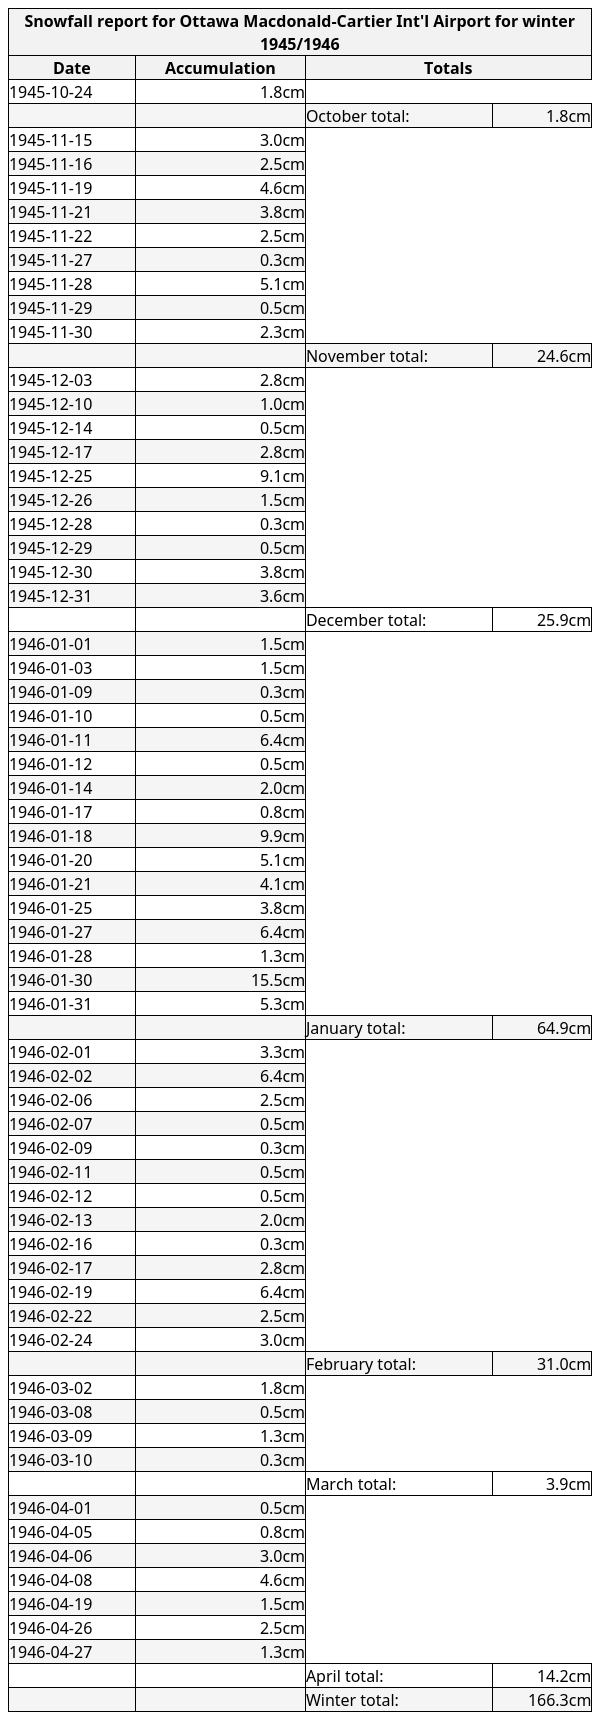 Snowfall report for Ottawa Macdonald-Cartier Int'l Airport for winter
1945/1946
Date Accumulation Totals
1945-10-24 1.8cm
October total: 1.8cm
1945-11-15 3.0cm
1945-11-16 2.5cm
1945-11-19 4.6cm
1945-11-21 3.8cm
1945-11-22 2.5cm
1945-11-27 0.3cm
1945-11-28 5.1cm
1945-11-29 0.5cm
1945-11-30 2.3cm
November total: 24.6cm
1945-12-03 2.8cm
1945-12-10 1.0cm
1945-12-14 0.5cm
1945-12-17 2.8cm
1945-12-25 9.1cm
1945-12-26 1.5cm
1945-12-28 0.3cm
1945-12-29 0.5cm
1945-12-30 3.8cm
1945-12-31 3.6cm
December total: 25.9cm
1946-01-01 1.5cm
1946-01-03 1.5cm
1946-01-09 0.3cm
1946-01-10 0.5cm
1946-01-11 6.4cm
1946-01-12 0.5cm
1946-01-14 2.0cm
1946-01-17 0.8cm
1946-01-18 9.9cm
1946-01-20 5.1cm
1946-01-21 4.1cm
1946-01-25 3.8cm
1946-01-27 6.4cm
1946-01-28 1.3cm
1946-01-30 15.5cm
1946-01-31 5.3cm
January total: 64.9cm
1946-02-01 3.3cm
1946-02-02 6.4cm
1946-02-06 2.5cm
1946-02-07 0.5cm
1946-02-09 0.3cm
1946-02-11 0.5cm
1946-02-12 0.5cm
1946-02-13 2.0cm
1946-02-16 0.3cm
1946-02-17 2.8cm
1946-02-19 6.4cm
1946-02-22 2.5cm
1946-02-24 3.0cm
February total: 31.0cm
1946-03-02 1.8cm
1946-03-08 0.5cm
1946-03-09 1.3cm
1946-03-10 0.3cm
March total: 3.9cm
1946-04-01 0.5cm
1946-04-05 0.8cm
1946-04-06 3.0cm
1946-04-08 4.6cm
1946-04-19 1.5cm
1946-04-26 2.5cm
1946-04-27 1.3cm
April total: 14.2cm
Winter total: 166.3cm